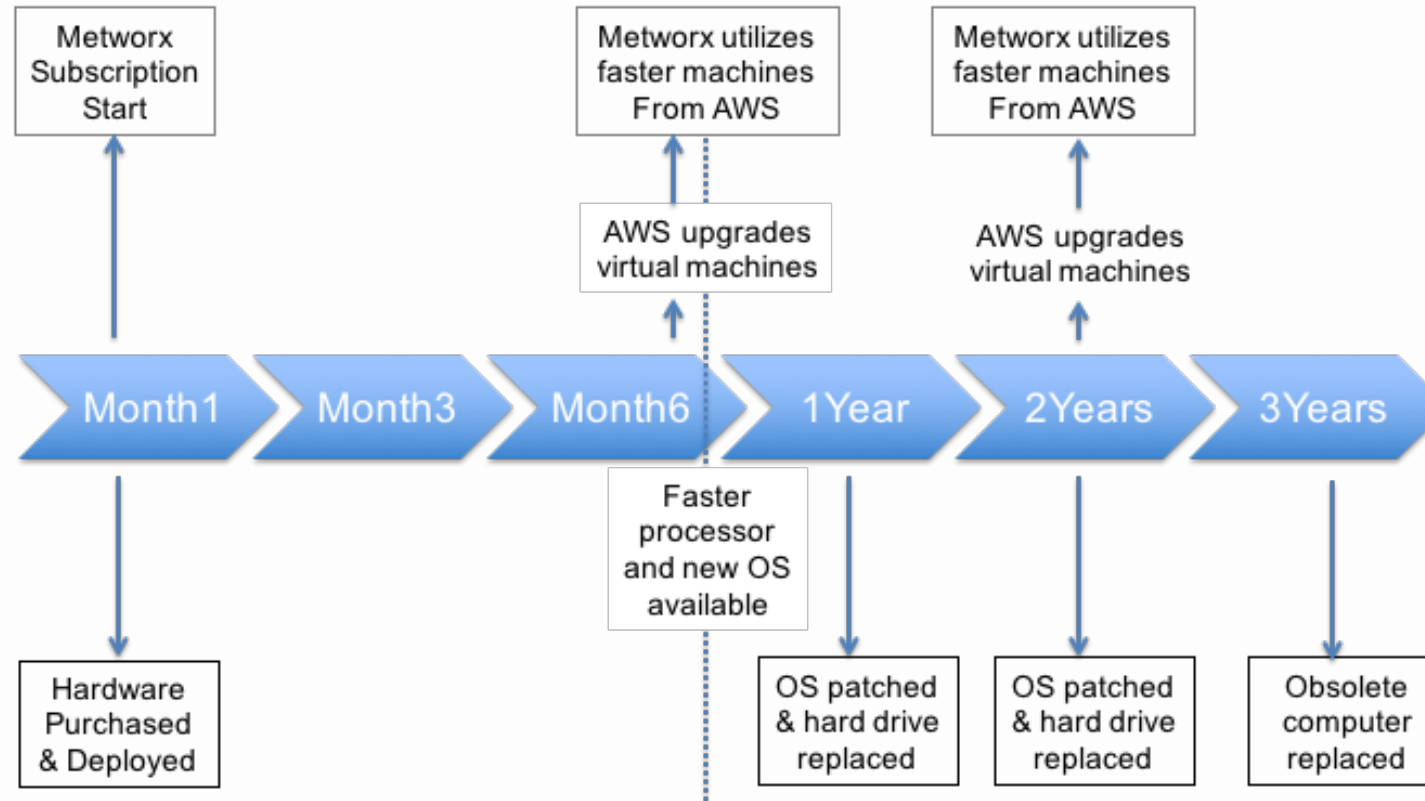 Metworx
Subscription
Start
Metworx utilizes
faster machines
From AWS
Metworx utilizes
faster machines
From AWS
AWS upgrades
virtual machines
AWS upgrades
virtual machines
Month1
Month3
Month6
1Year
2Years
3Years
Faster
processor
and new OS
available
Hardware
Purchased
& Deployed
OS patched
& hard drive
replaced
OS patched
& hard drive
replaced
Obsolete
computer
replaced